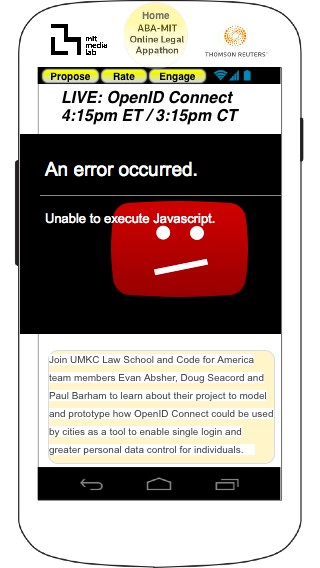 mit
media
lab
Home
ABA-MIT
Online Legal
Appathon
THOMSON REUTERS
Propose
Rate
Engage
LIVE: OpenID Connect
4:15pm ET / 3:15pm CT
An error occurred.
Unable to execute Javascript.
Join UMKC Law School and Code for America
team members Evan Absher, Doug Seacord and
Paul Barham to learn about their project to model
and prototype how OpenID Connect could be used
by cities as a tool to enable single login and
greater personal data control for individuals.